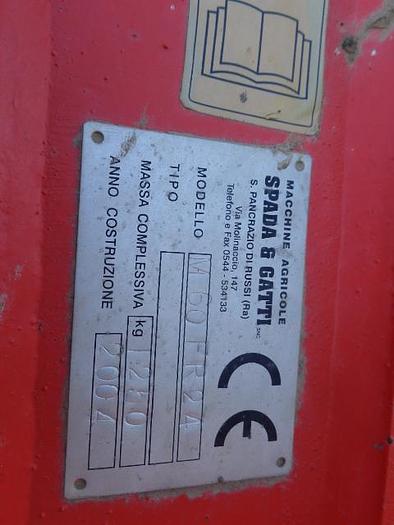 MACCHINE AGRICOLE
SPADA & GATTI SNC
S. PANCRAZIO DI RUSSI (Ra)
Via Molinaccio, 147
Telefono e Fax 0544 - 534133
CE
MODELLO
TIPO
MASSA COMPLESSIVA kg
ANNO COSTRUZIONE 2004